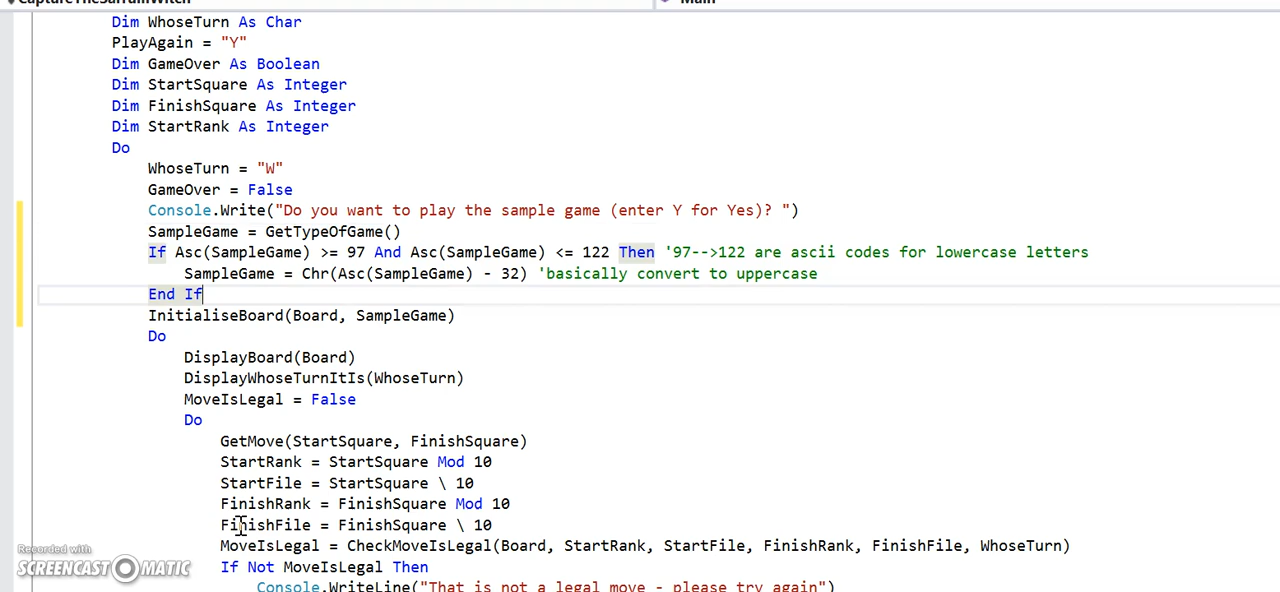 CaptureTheSarrumWitch Main
Dim WhoseTurn As Char
PlayAgain = "Y"
Dim GameOver As Boolean
Dim StartSquare As Integer
Dim FinishSquare As Integer
Dim StartRank As Integer
Do
WhoseTurn = "W"
GameOver = False
Console.Write("Do you want to play the sample game (enter Y for Yes)? ")
SampleGame = GetTypeOfGame()
If Asc(SampleGame) >= 97 And Asc(SampleGame) <= 122 Then '97-->122 are ascii codes for lowercase letters
SampleGame = Chr(Asc(SampleGame) - 32) 'basically convert to uppercase
End If
InitialiseBoard(Board, SampleGame)
Do
DisplayBoard(Board)
DisplayWhoseTurnItIs(WhoseTurn)
MoveIsLegal = False
Do
GetMove(StartSquare, FinishSquare)
StartRank = StartSquare Mod 10
StartFile = StartSquare \ 10
FinishRank = FinishSquare Mod 10
FinishFile = FinishSquare \ 10
MoveIsLegal = CheckMoveIsLegal(Board, StartRank, StartFile, FinishRank, FinishFile, WhoseTurn)
If Not MoveIsLegal Then
Console.WriteLine("That is not a legal move - please try again")
Recorded with
SCREENCAST-O-MATIC